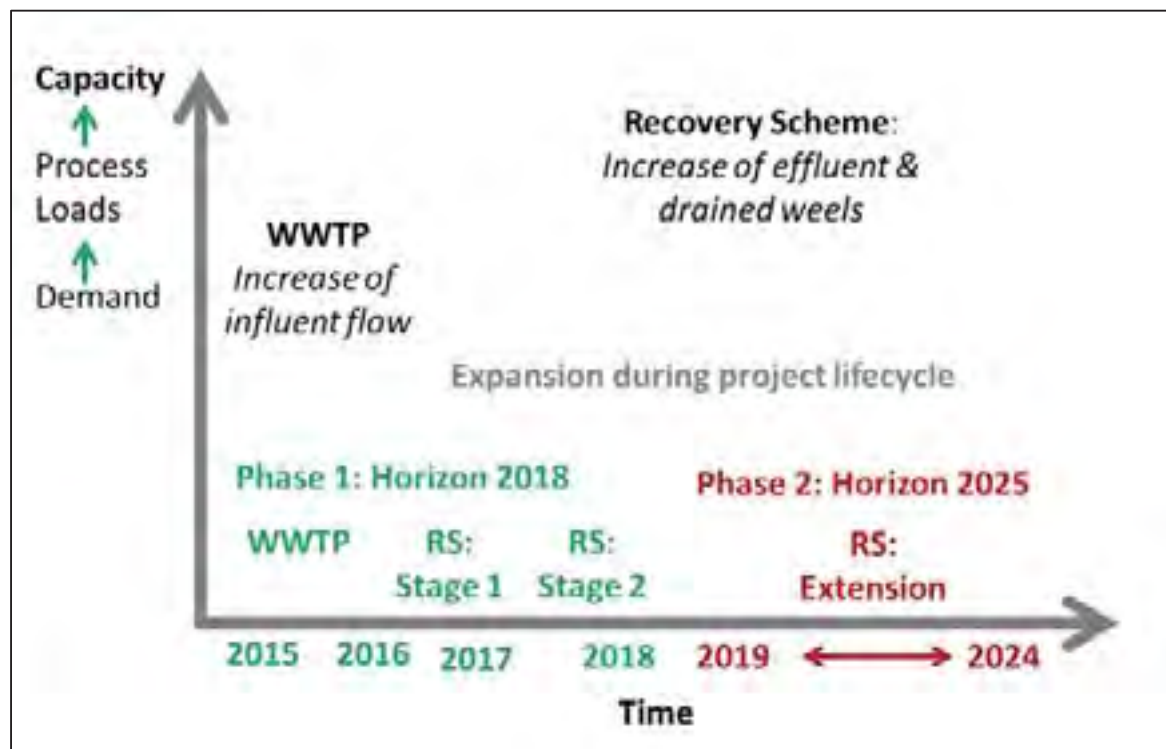 Capacity
Process
Loads
Demand
WWTP
Increase of
influent flow
Recovery Scheme:
Increase of effluent &
drained weels
Expansion during project lifecycle
Phase 1: Horizon 2018
Phase 2: Horizon 2025
WWTP
RS:
Stage 1
RS:
Stage 2
RS:
Extension
2015
2016
2017
2018
2019
2024
Time